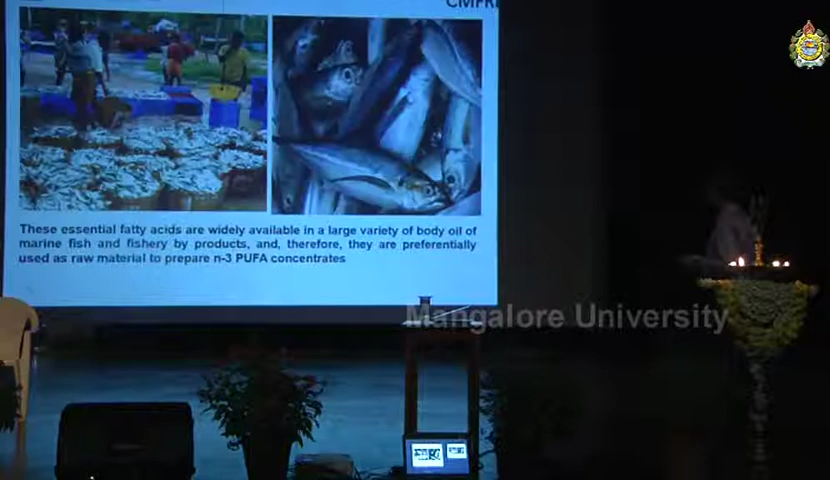 CMFRI
These essential fatty acids are widely available in a large variety of body oil of
marine fish and fishery by products, and, therefore, they are preferentially
used as raw material to prepare n-3 PUFA concentrates
Mangalore University